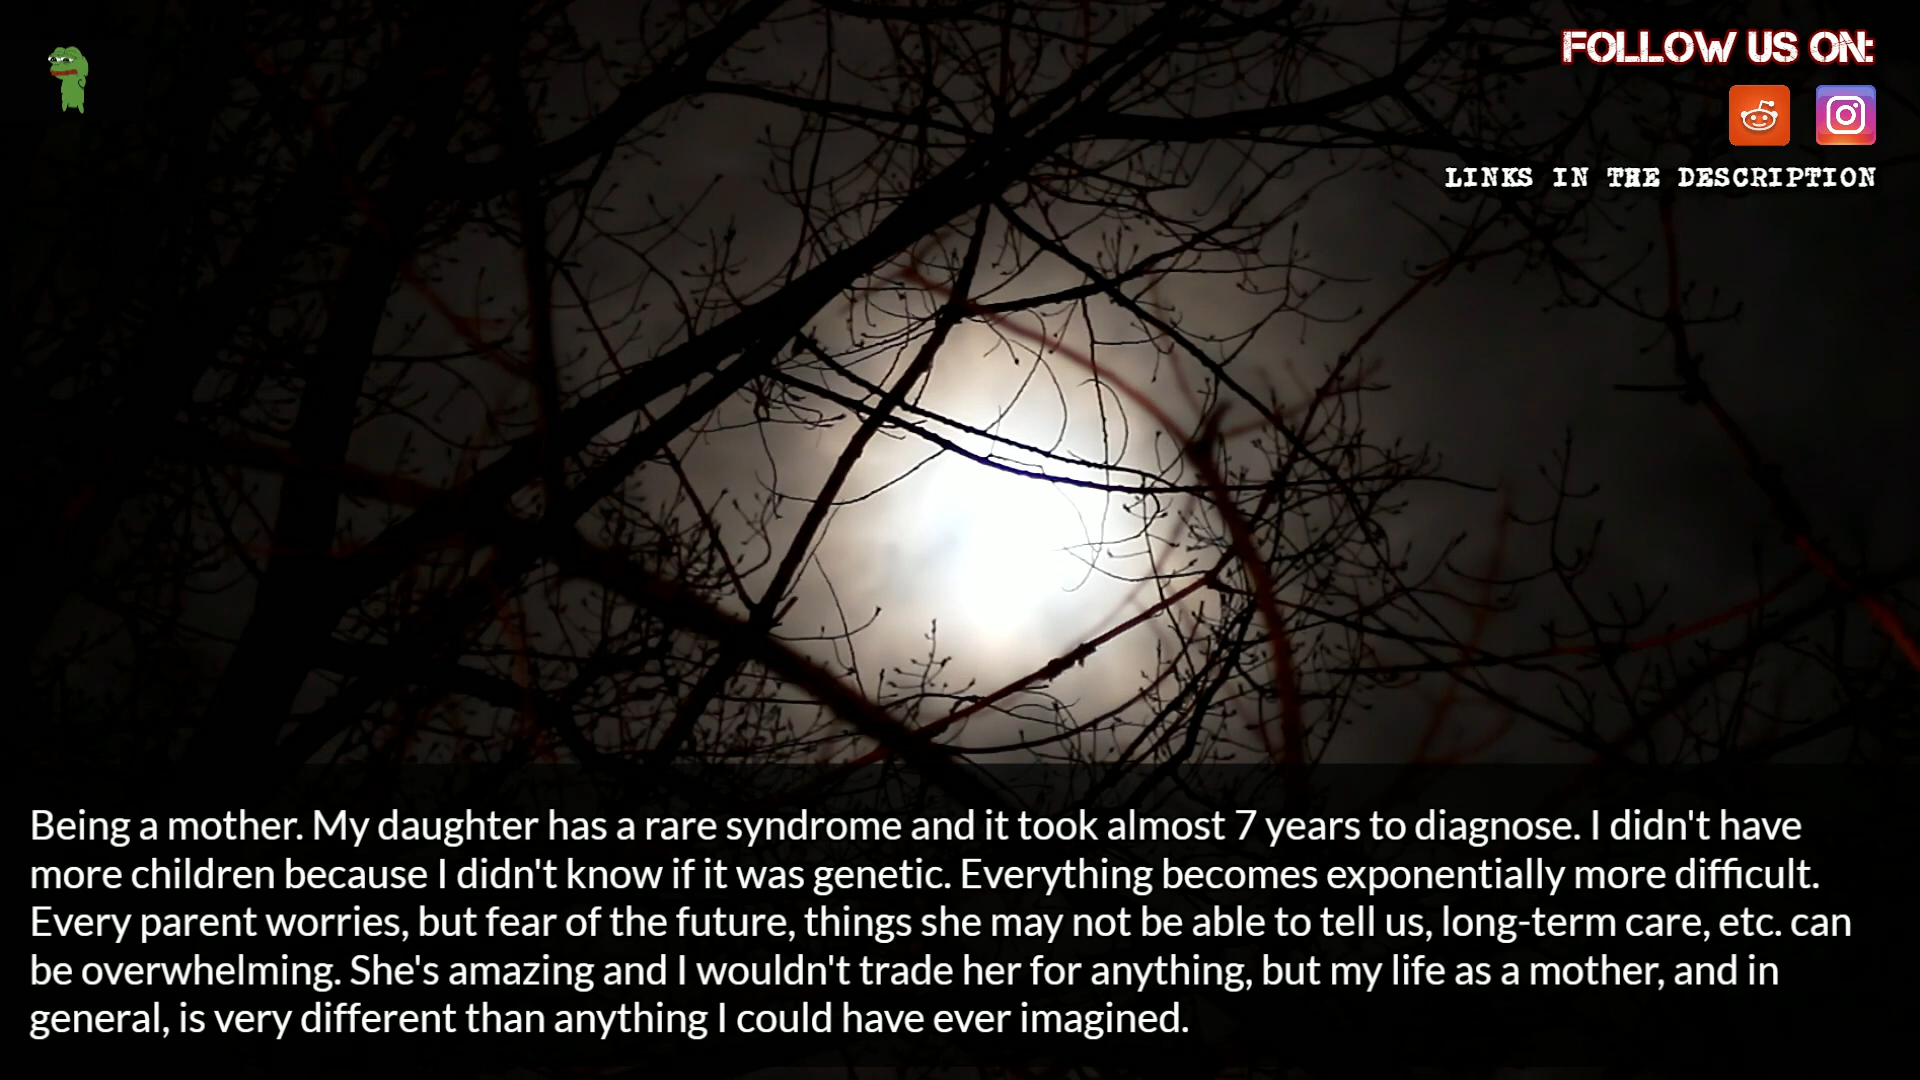 FOLLOW US ON:
LINKS IN THE DESCRIPTION
Being a mother. My daughter has a rare syndrome and it took almost 7 years to diagnose. I didn't have
more children because I didn't know if it was genetic. Everything becomes exponentially more difficult.
Every parent worries, but fear of the future, things she may not be able to tell us, long-term care, etc. can
be overwhelming. She's amazing and I wouldn't trade her for anything, but my life as a mother, and in
general, is very different than anything I could have ever imagined.